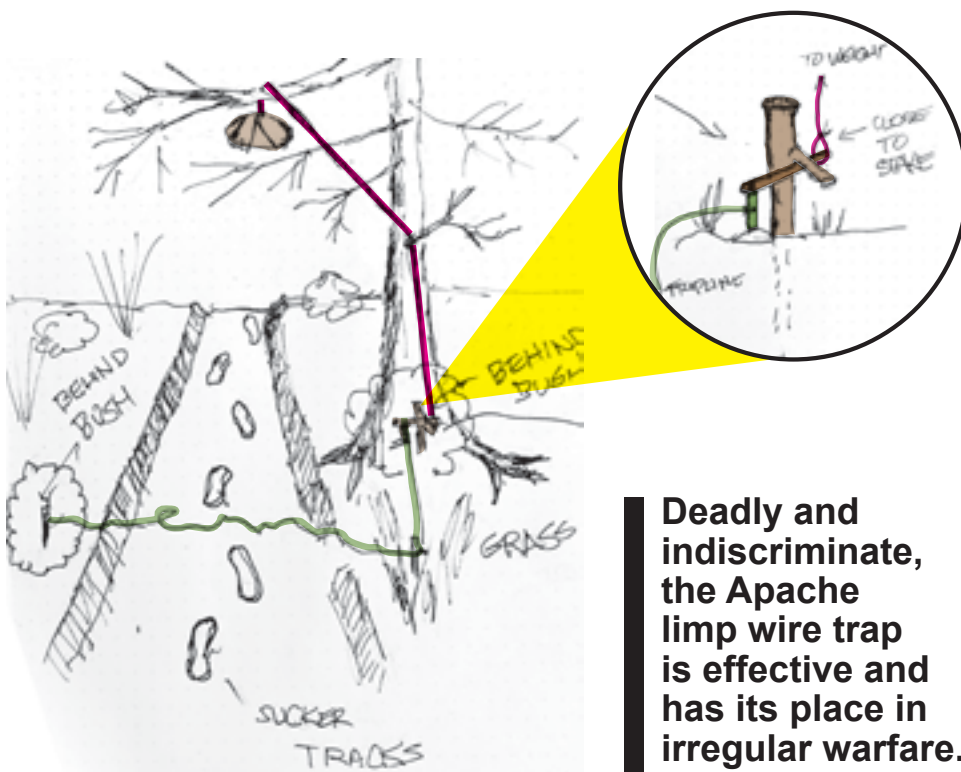 TO WEIGHT
CLOSE
TO
STAKE
TRIPLINE
BEHIND
BUSH
BEHIND
GRASS
SUCKER
TRACSS
Deadly and
indiscriminate,
the Apache
limp wire trap
is effective and
has its place in
irregular warfare.